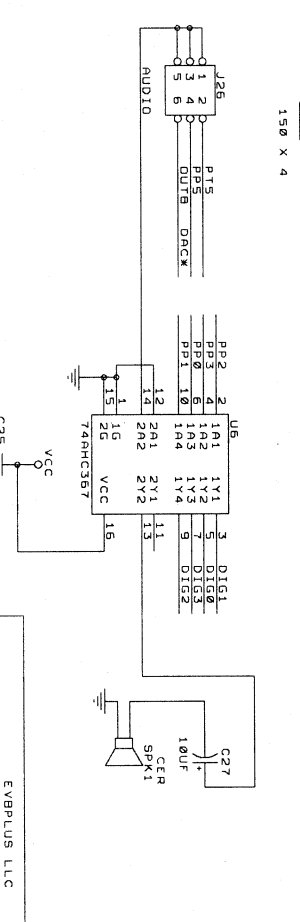 150 X 4
J26
1 2
3 4
5 6
AUDIO
PT5
PP5
OUTB DAC*
U6
PP2 2 1A1 1Y1 3 DIG1
PP3 4 1A2 1Y2 5 DIG0
PP0 6 1A3 1Y3 7 DIG3
PP1 10 1A4 1Y4 9 DIG2
12 2A1 2Y1 11
14 2A2 2Y2 13
1 1G
15 2G VCC 16
74AHC367
VCC
C35
C27
10UF
+
CER
SPK1
EVBPLUS LLC